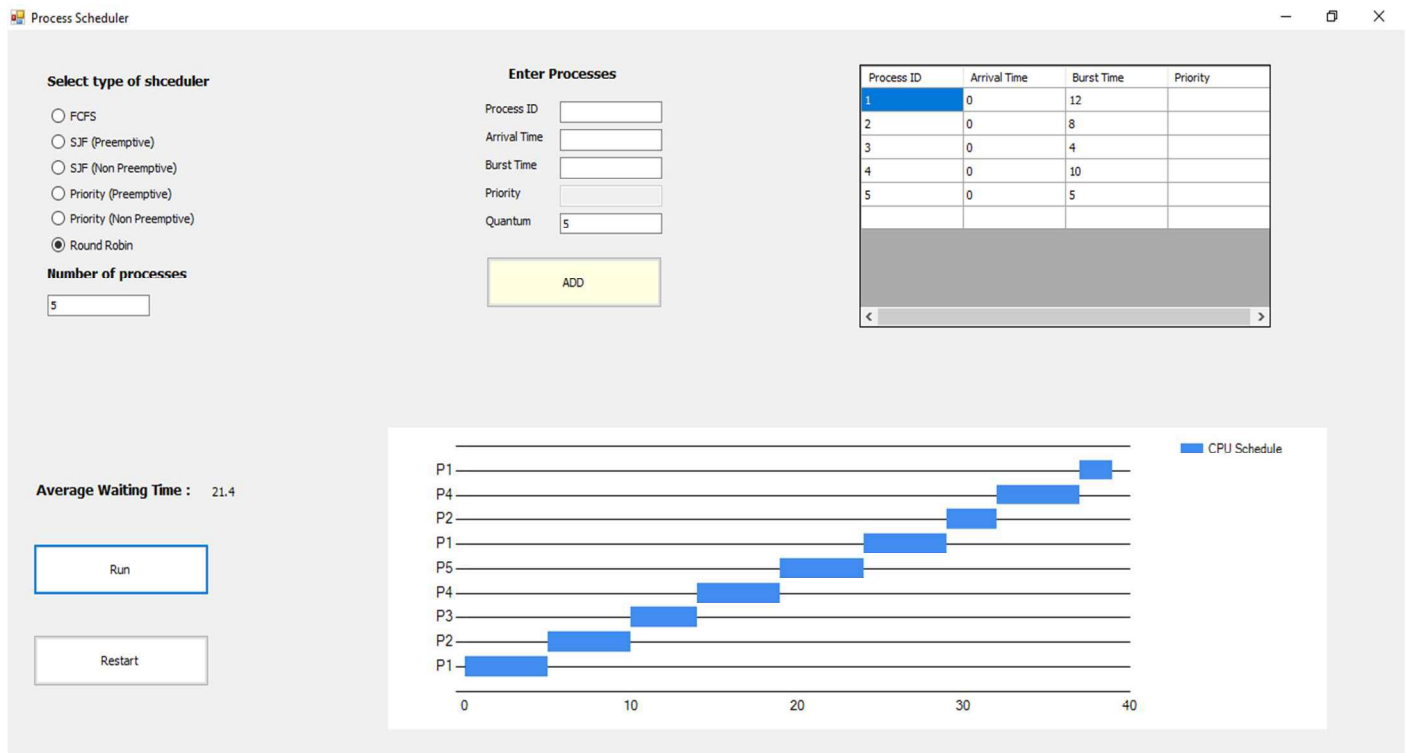 Process Scheduler
Select type of shceduler
FCFS
SJF (Preemptive)
SJF (Non Preemptive)
Priority (Preemptive)
Priority (Non Preemptive)
Round Robin
Number of processes
5
Enter Processes
Process ID
Arrival Time
Burst Time
Priority
Quantum 5
ADD
Process ID Arrival Time Burst Time Priority
1 0 12
2 0 8
3 0 4
4 0 10
5 0 5
Average Waiting Time : 21.4
Run
Restart
CPU Schedule
P1
P4
P2
P1
P5
P4
P3
P2
P1
0 10 20 30 40